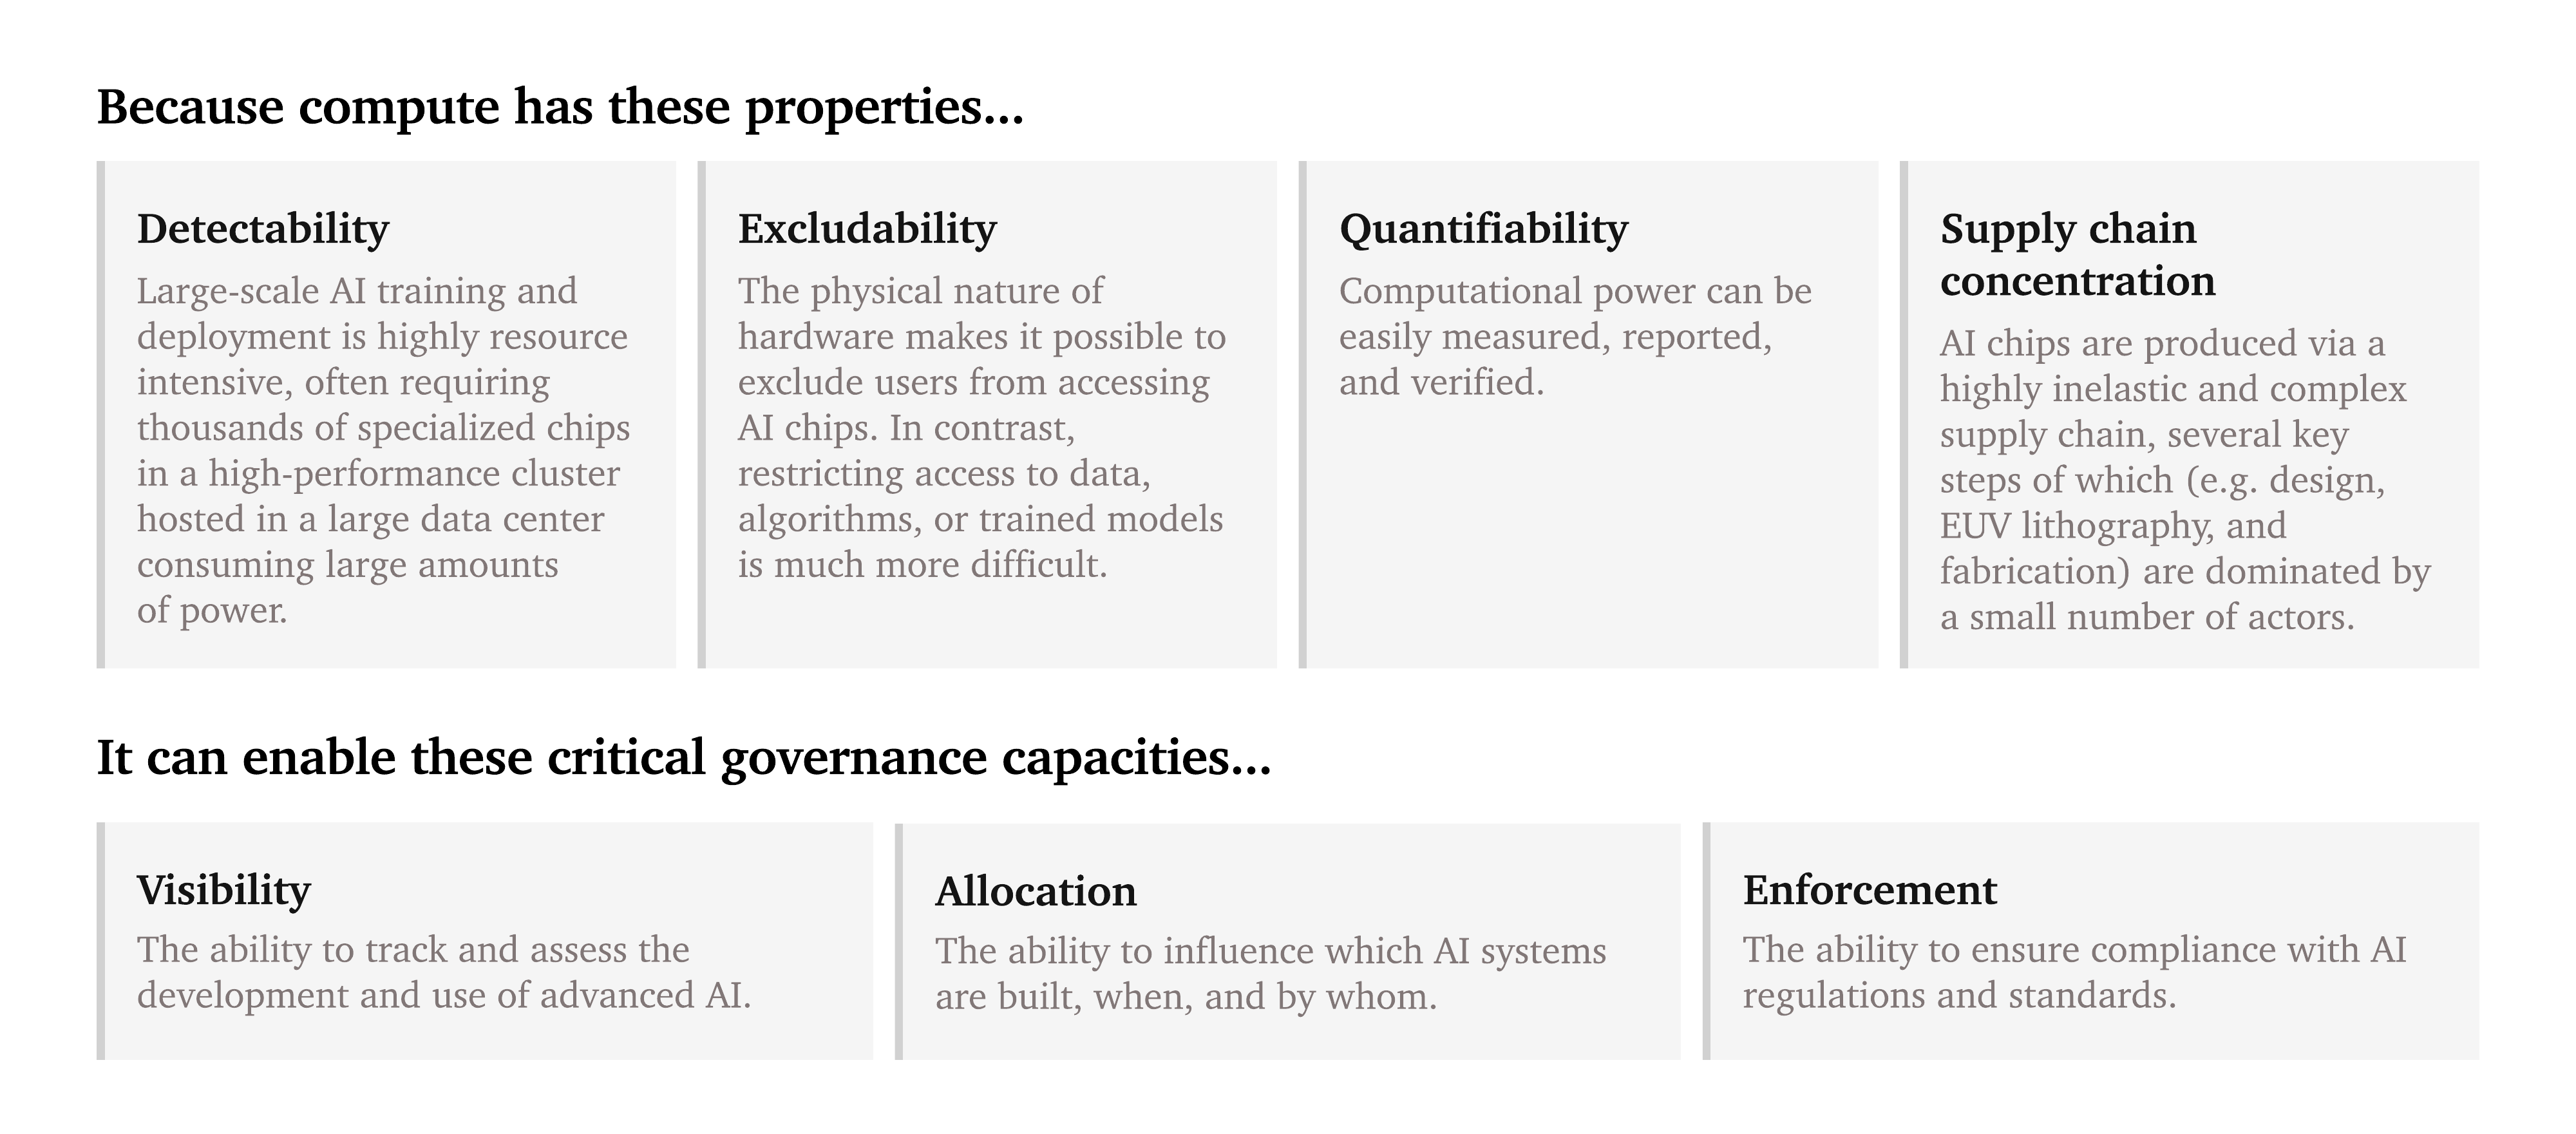 Because compute has these properties...
Detectability
Large-scale AI training and
deployment is highly resource
intensive, often requiring
thousands of specialized chips
in a high-performance cluster
hosted in a large data center
consuming large amounts
of power.
Excludability
The physical nature of
hardware makes it possible to
exclude users from accessing
AI chips. In contrast,
restricting access to data,
algorithms, or trained models
is much more difficult.
Quantifiability
Computational power can be
easily measured, reported,
and verified.
Supply chain
concentration
AI chips are produced via a
highly inelastic and complex
supply chain, several key
steps of which (e.g. design,
EUV lithography, and
fabrication) are dominated by
a small number of actors.
It can enable these critical governance capacities...
Visibility
The ability to track and assess the
development and use of advanced AI.
Allocation
The ability to influence which AI systems
are built, when, and by whom.
Enforcement
The ability to ensure compliance with AI
regulations and standards.